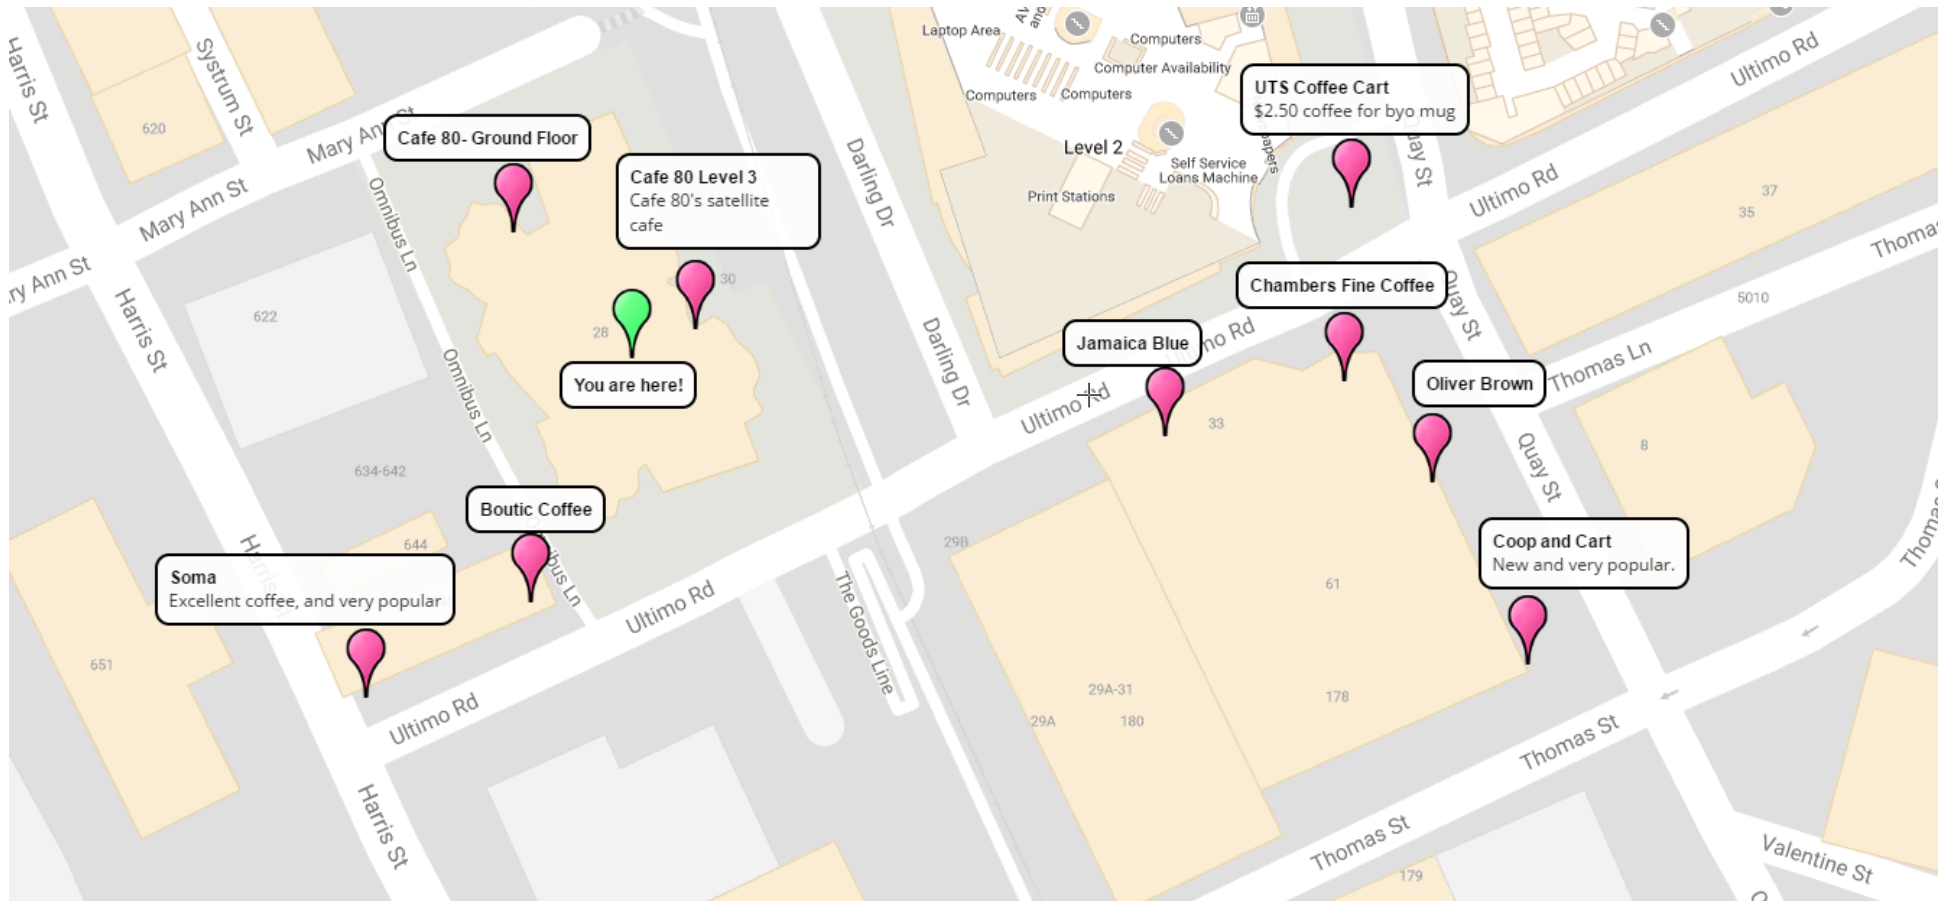 Harris St
Systrum St
620
Mary Ann St
Mary Ann St
Ann St
Omnibus Ln
Cafe 80- Ground Floor
Cafe 80 Level 3
Cafe 80's satellite
cafe
30
28
You are here!
622
Harris St
Omnibus Ln
634-642
Boutic Coffee
644
Soma
Excellent coffee, and very popular
651
Ultimo Rd
Harris St
Ultimo Rd
The Goods Line
Darling Dr
Darling Dr
Laptop Area
Computers
Computer Availability
Computers
Computers
Level 2
Self Service
Loans Machine
Print Stations
UTS Coffee Cart
$2.50 coffee for byo mug
Quay St
Ultimo Rd
Ultimo Rd
37
35
Thomas
5010
Chambers Fine Coffee
Quay St
Jamaica Blue
Ultimo Rd
Thomas Ln
Oliver Brown
Ultimo Rd
33
Quay St
8
Coop and Cart
New and very popular.
29B
61
29A-31
29A
180
178
Thomas St
Thomas St
179
Valentine St